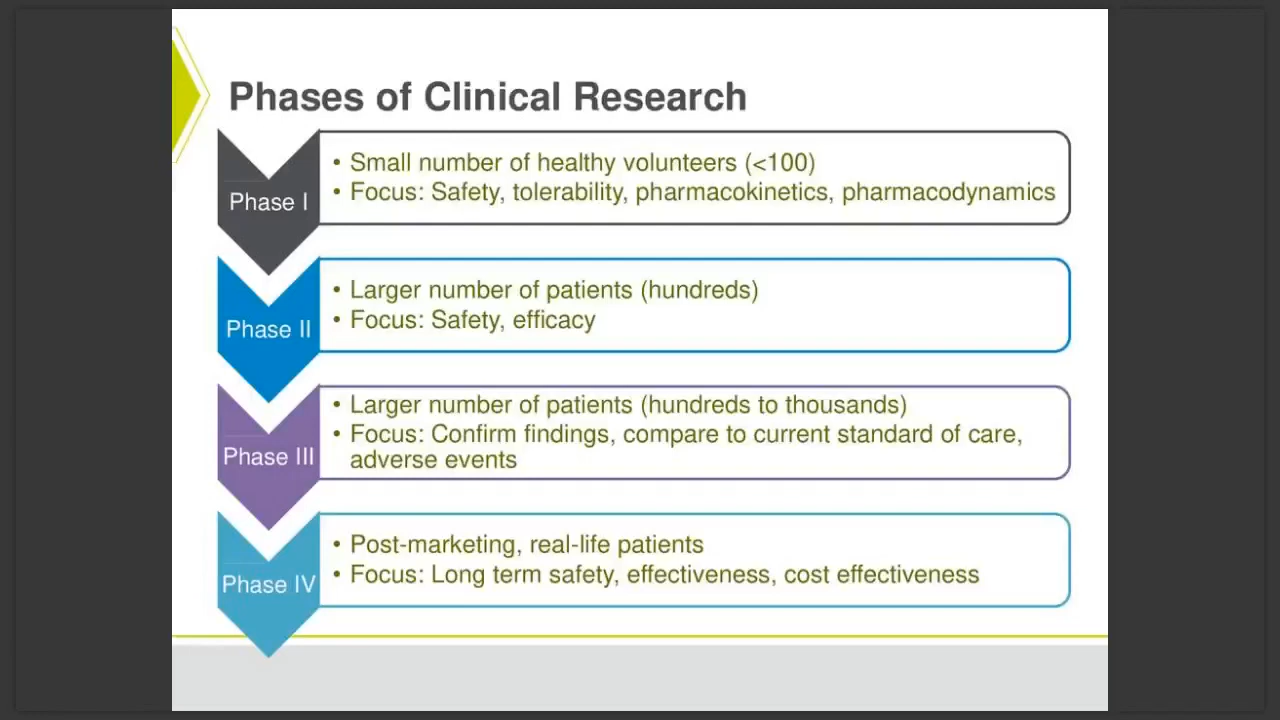 Phases of Clinical Research
Phase I
• Small number of healthy volunteers (<100)
• Focus: Safety, tolerability, pharmacokinetics, pharmacodynamics
Phase II
• Larger number of patients (hundreds)
• Focus: Safety, efficacy
Phase III
• Larger number of patients (hundreds to thousands)
• Focus: Confirm findings, compare to current standard of care,
adverse events
Phase IV
• Post-marketing, real-life patients
• Focus: Long term safety, effectiveness, cost effectiveness